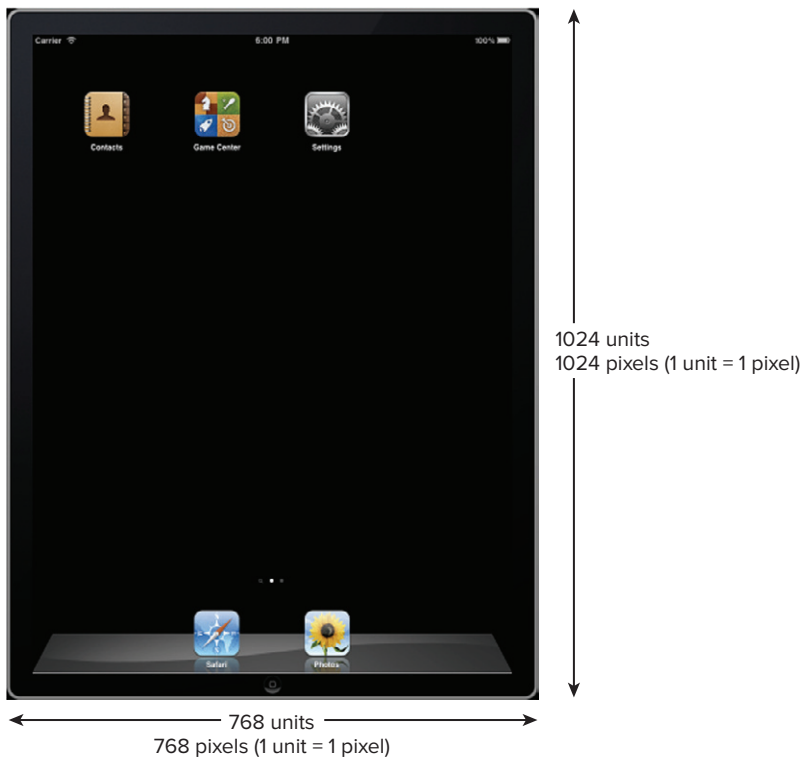 Carrier 6:00 PM 100%
Contacts Game Center Settings
1024 units
1024 pixels (1 unit = 1 pixel)
Safari Photos
768 units
768 pixels (1 unit = 1 pixel)